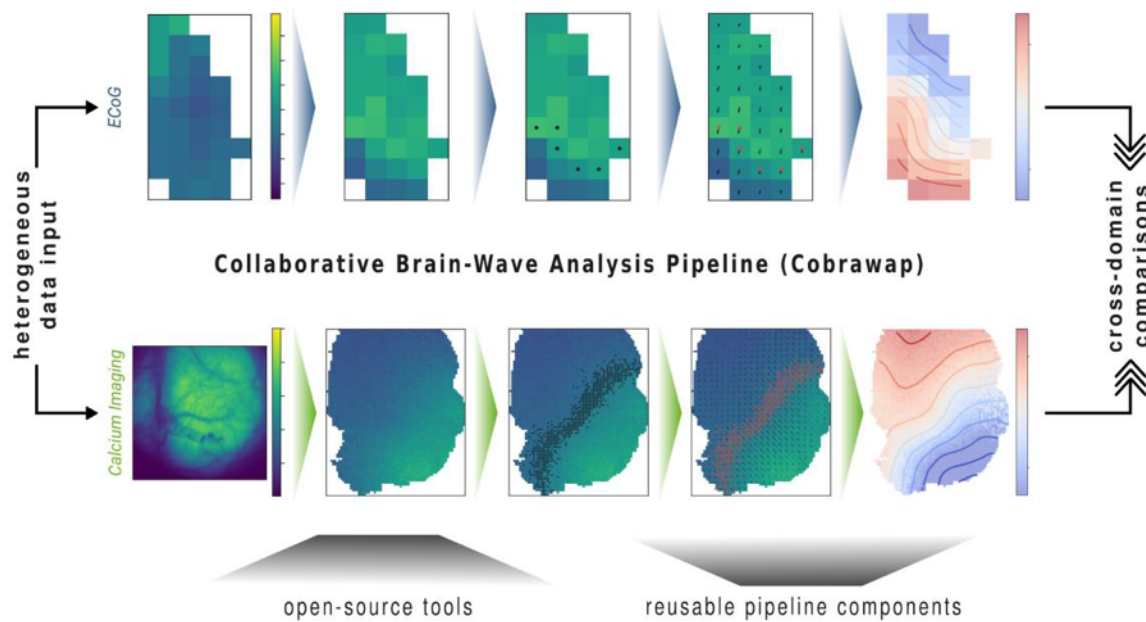 ECoG
heterogeneous
data input
Collaborative Brain-Wave Analysis Pipeline (Cobrawap)
cross-domain
comparisons
Calcium Imaging
open-source tools
reusable pipeline components